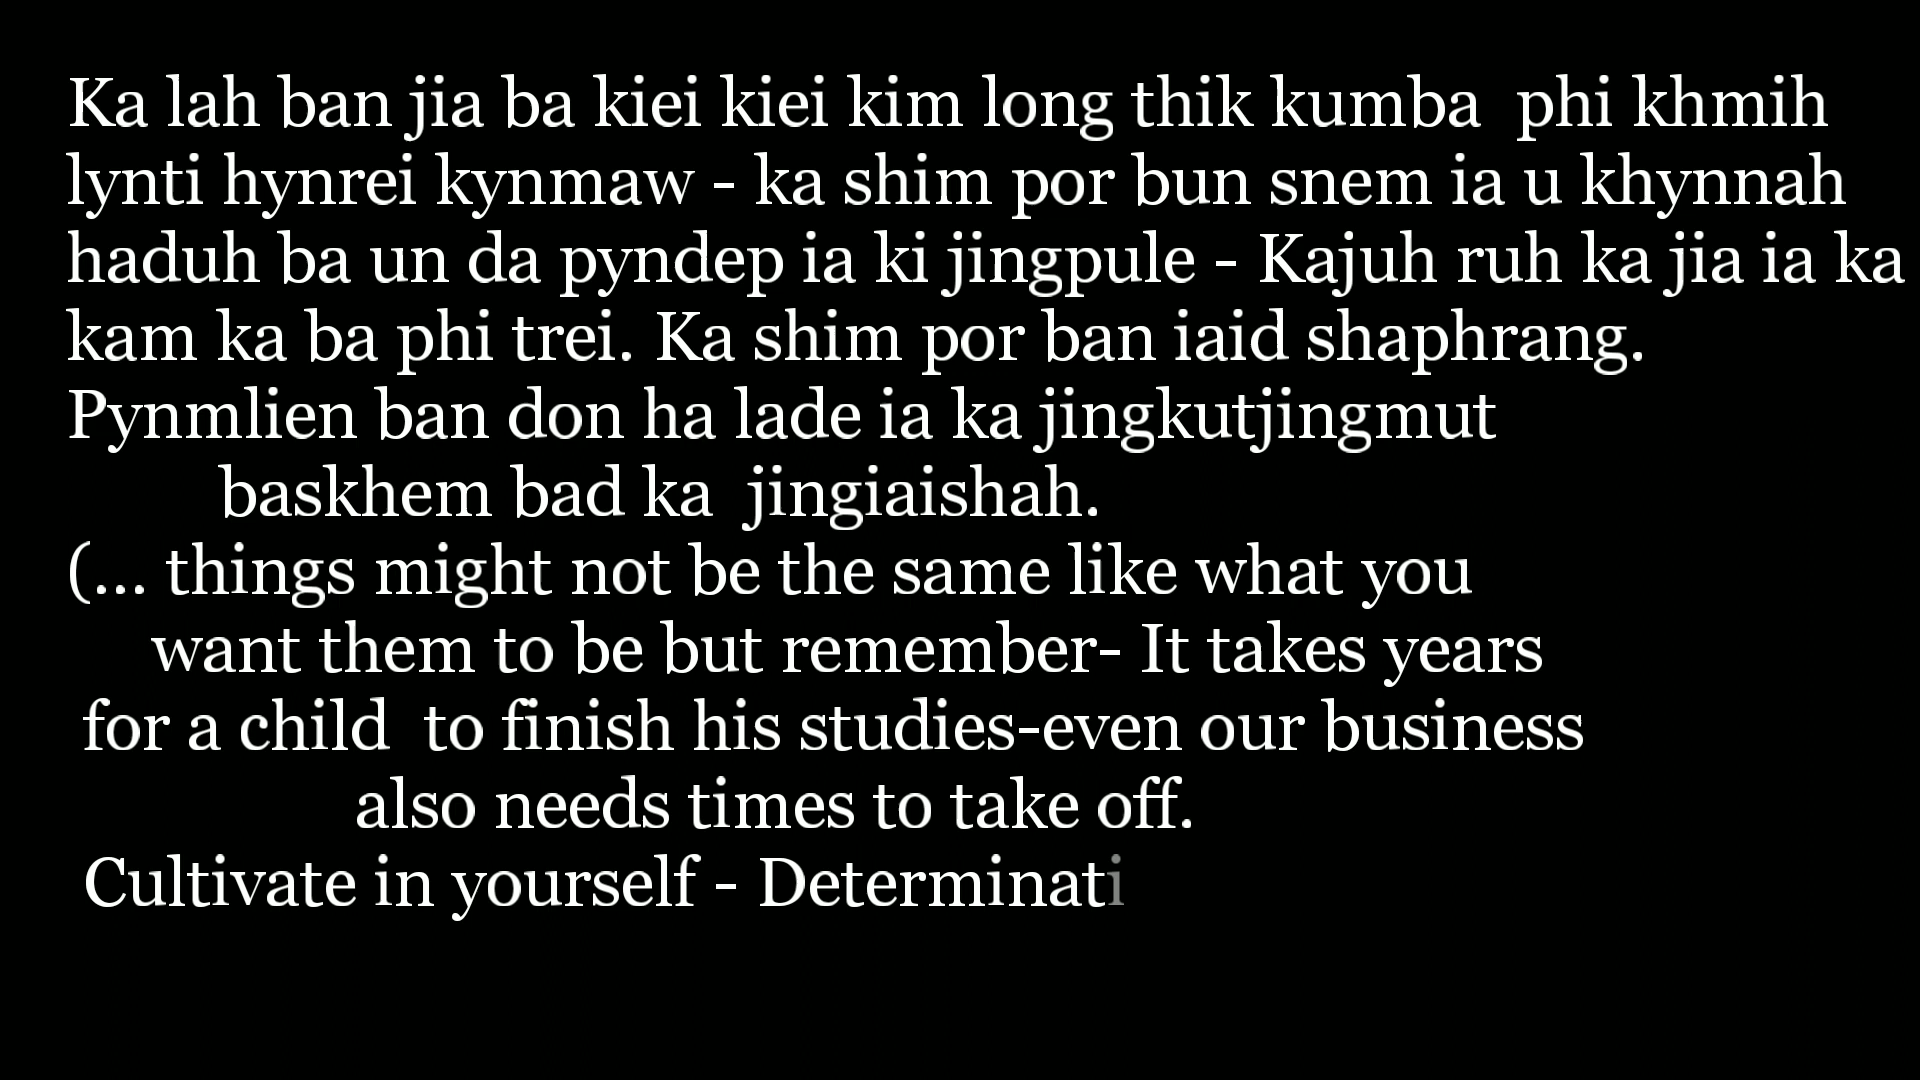 Ka lah ban jia ba kiei kiei kim long thik kumba phi khmih
lynti hynrei kynmaw - ka shim por bun snem ia u khynnah
haduh ba un da pyndep ia ki jingpule - Kajuh ruh ka jia ia ka
kam ka ba phi trei. Ka shim por ban iaid shaphrang.
Pynmlien ban don ha lade ia ka jingkutjingmut
baskhem bad ka jingiaishah.
(... things might not be the same like what you
want them to be but remember- It takes years
for a child to finish his studies-even our business
also needs times to take off.
Cultivate in yourself - Determinati